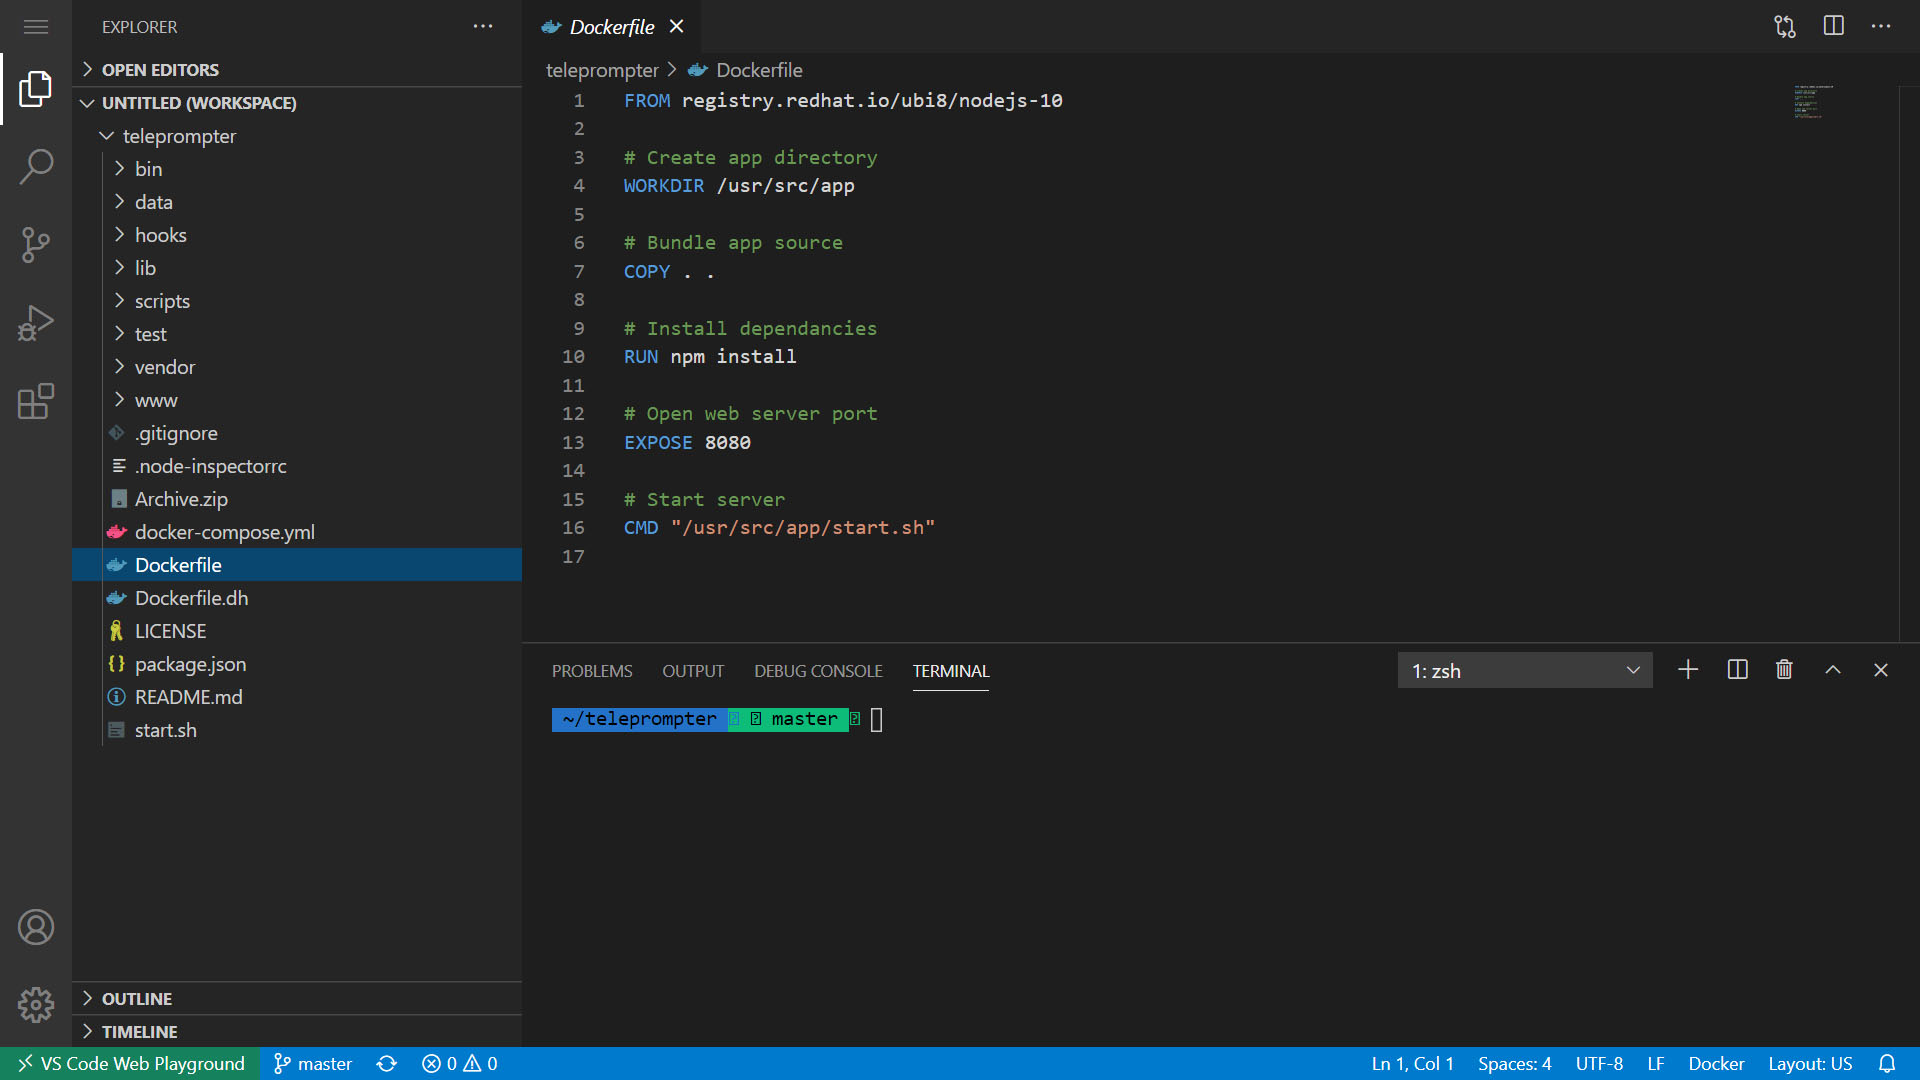 EXPLORER
OPEN EDITORS
UNTITLED (WORKSPACE)
teleprompter
bin
data
hooks
lib
scripts
test
vendor
www
.gitignore
.node-inspectorrc
Archive.zip
docker-compose.yml
Dockerfile
Dockerfile.dh
LICENSE
package.json
README.md
start.sh
OUTLINE
TIMELINE
Dockerfile
teleprompter > Dockerfile
1 FROM registry.redhat.io/ubi8/nodejs-10
2
3 # Create app directory
4 WORKDIR /usr/src/app
5
6 # Bundle app source
7 COPY . .
8
9 # Install dependancies
10 RUN npm install
11
12 # Open web server port
13 EXPOSE 8080
14
15 # Start server
16 CMD "/usr/src/app/start.sh"
17
PROBLEMS OUTPUT DEBUG CONSOLE TERMINAL 1: zsh
~/teleprompter master
VS Code Web Playground master 0 0 Ln 1, Col 1 Spaces: 4 UTF-8 LF Docker Layout: US